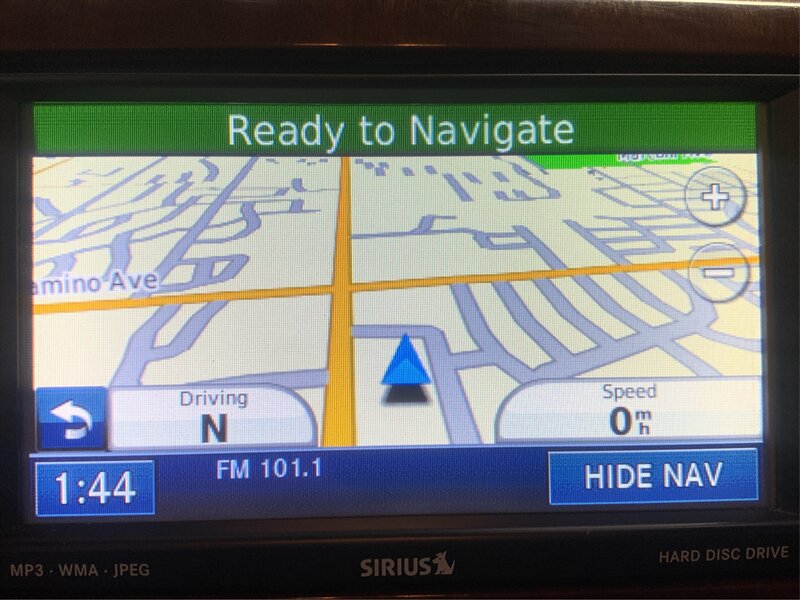 Ready to Navigate
amino Ave
Driving
N
Speed
0 mh
1:44
FM 101.1
HIDE NAV
MP3 · WMA · JPEG
SIRIUS
HARD DISC DRIVE